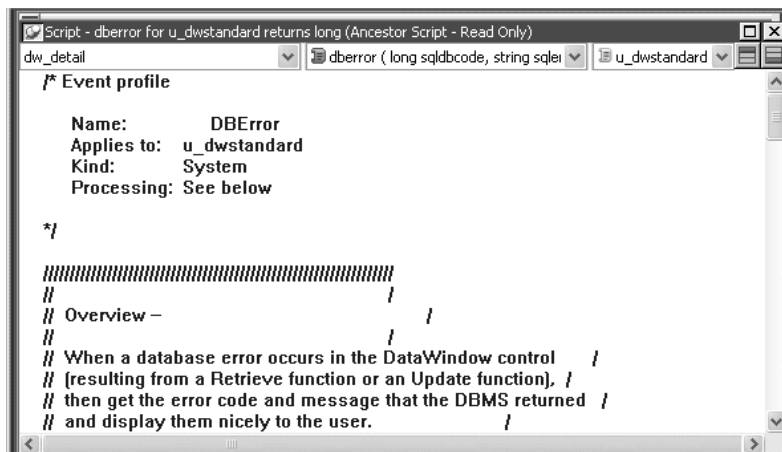 Script - dberror for u_dwstandard returns long (Ancestor Script - Read Only)
dw_detail dberror ( long sqldbcode, string sqler u_dwstandard
/* Event profile
Name: DBError
Applies to: u_dwstandard
Kind: System
Processing: See below
*/
////////////////////////////////////////////////////////////////
// /
// Overview – /
// /
// When a database error occurs in the DataWindow control /
// (resulting from a Retrieve function or an Update function), /
// then get the error code and message that the DBMS returned /
// and display them nicely to the user. /